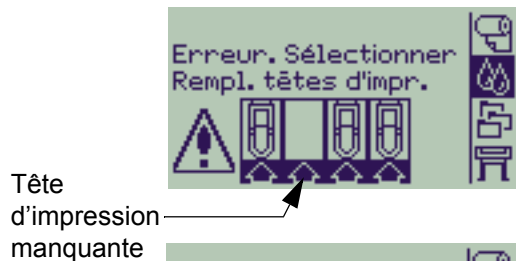 Erreur. Sélectionner
Rempl. têtes d'impr.
Tête
d’impression
manquante